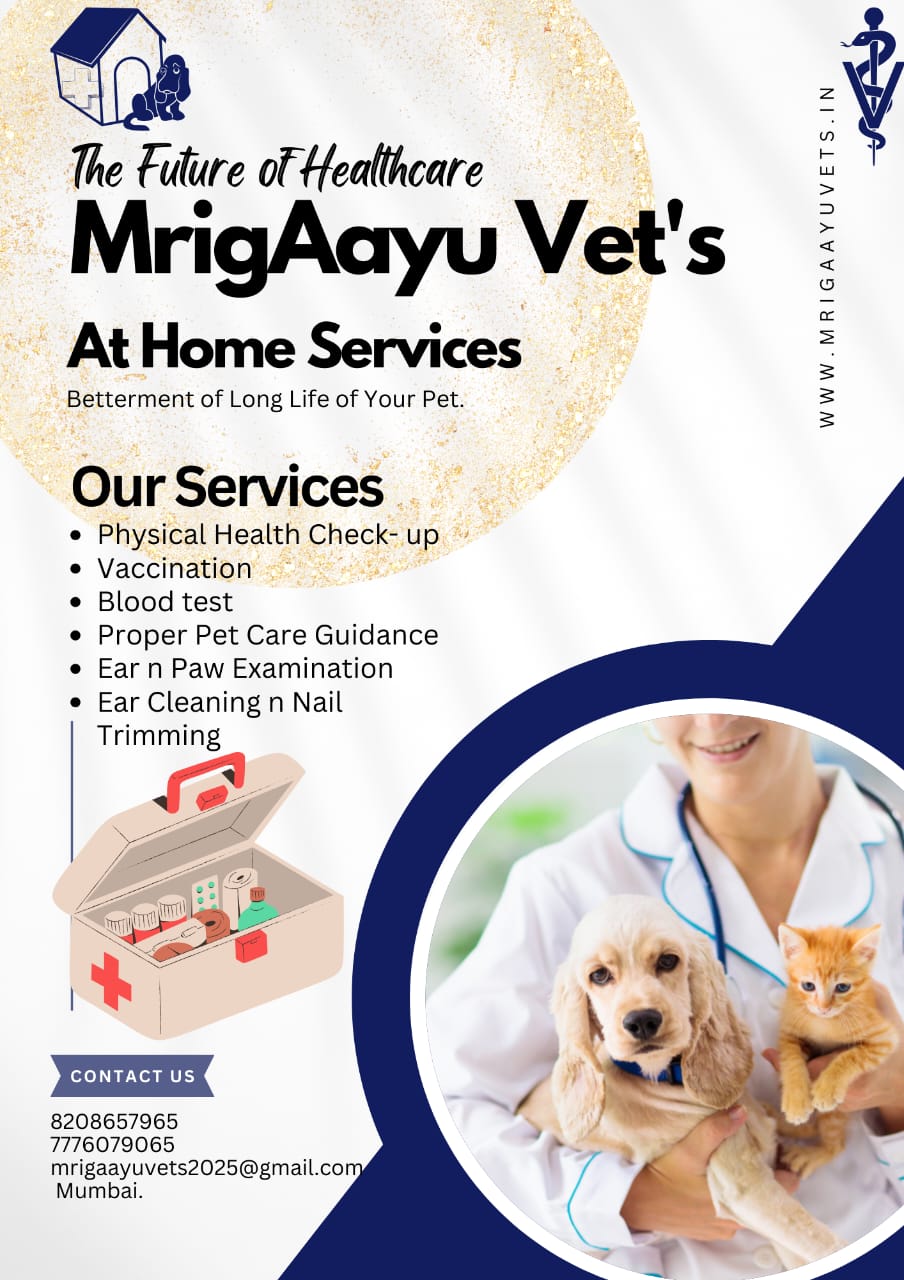 The Future of Healthcare
MrigAayu Vet's
At Home Services
Betterment of Long Life of Your Pet.
WWW.MRIGAAYUVETS.IN
V
Our Services
• Physical Health Check- up
• Vaccination
• Blood test
• Proper Pet Care Guidance
• Ear n Paw Examination
• Ear Cleaning n Nail
Trimming
CONTACT US
8208657965
7776079065
mrigaayuvets2025@gmail.com
Mumbai.